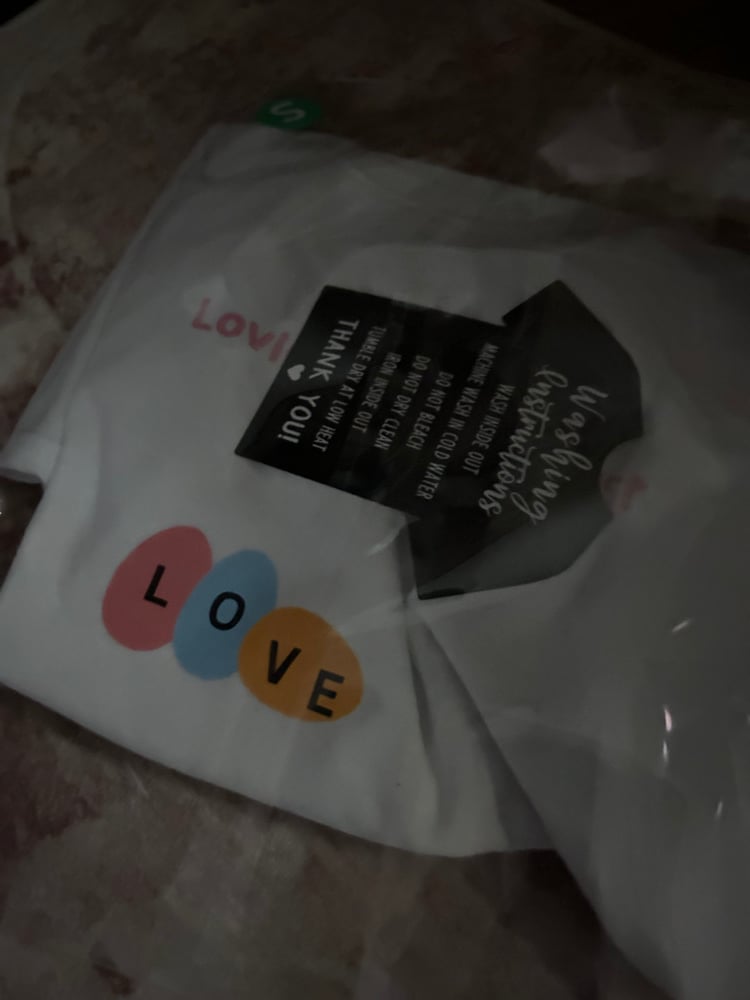 S
Washing
Instructions
WASH INSIDE OUT
MACHINE WASH IN COLD WATER
DO NOT BLEACH
DO NOT DRY CLEAN
IRON INSIDE OUT
TUMBLE DRY AT LOW HEAT
THANK YOU!
LOVE